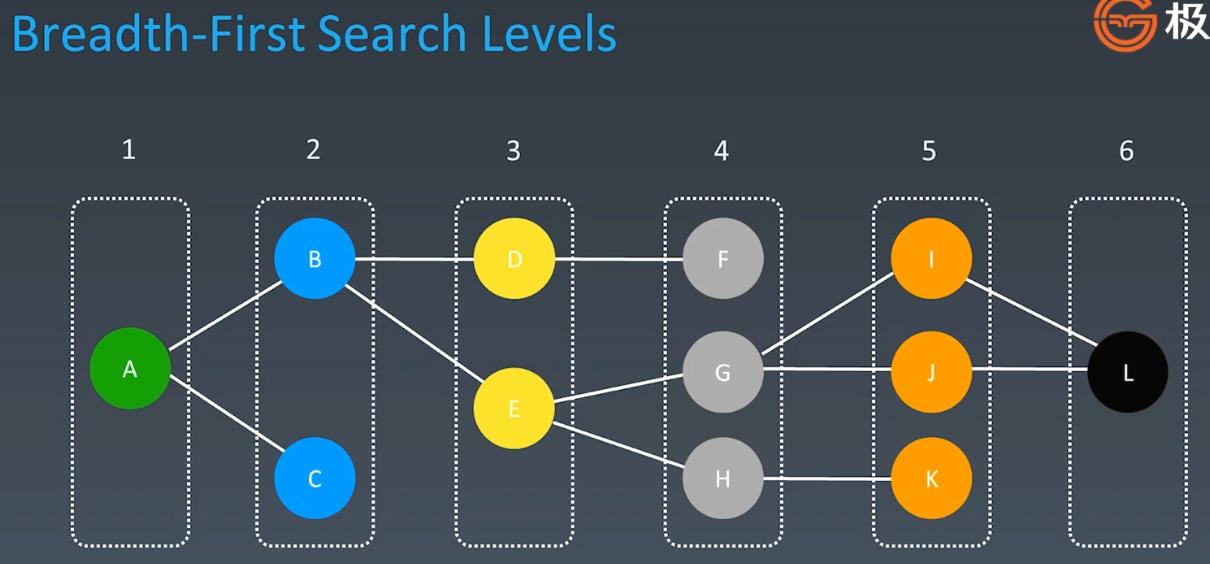 Breadth-First Search Levels
极
1 2 3 4 5 6
B D F I
A G J L
E
C H K